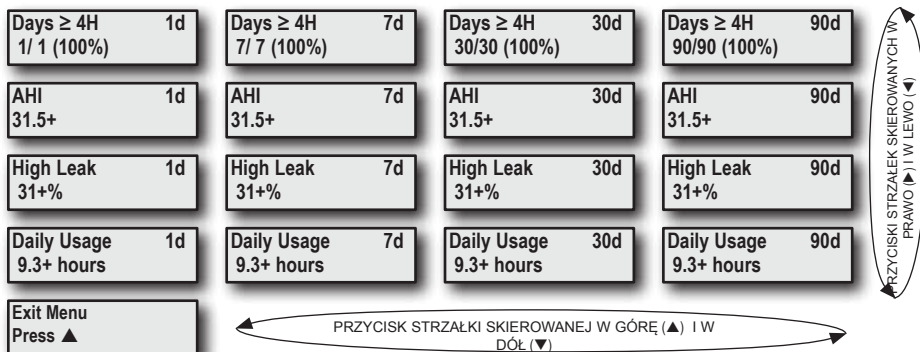 Days ≥ 4H 1d
1/ 1 (100%)
Days ≥ 4H 7d
7/ 7 (100%)
Days ≥ 4H 30d
30/30 (100%)
Days ≥ 4H 90d
90/90 (100%)
AHI 1d
31.5+
AHI 7d
31.5+
AHI 30d
31.5+
AHI 90d
31.5+
High Leak 1d
31+%
High Leak 7d
31+%
High Leak 30d
31+%
High Leak 90d
31+%
Daily Usage 1d
9.3+ hours
Daily Usage 7d
9.3+ hours
Daily Usage 30d
9.3+ hours
Daily Usage 90d
9.3+ hours
Exit Menu
Press ▲
PRZYCISK STRZAŁKI SKIEROWANEJ W GÓRĘ (▲) I W
DÓŁ (▼)
PRZYCISKI STRZAŁEK SKIEROWANYCH W
PRAWO (▶) I W LEWO (◀)